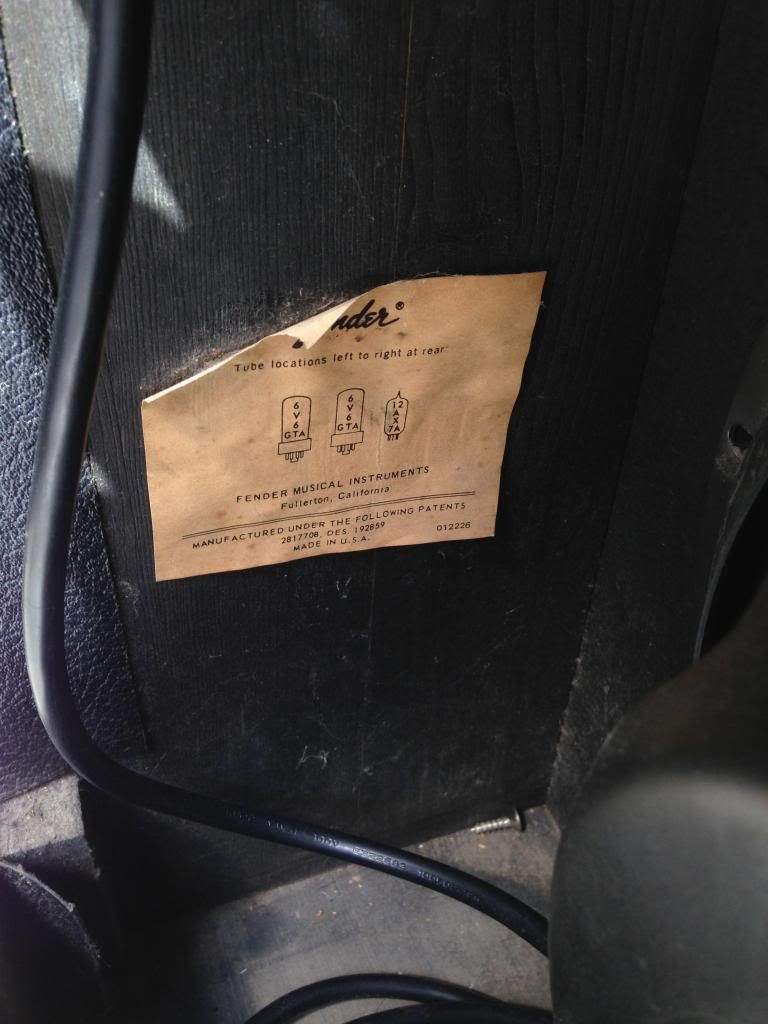 nder®
Tube locations left to right at rear:
6
V
6
GTA
6
V
6
GTA
12
A
X
7A
FENDER MUSICAL INSTRUMENTS
Fullerton, California
MANUFACTURED UNDER THE FOLLOWING PATENTS
2817708, DES. 192859
012226
MADE IN U.S.A.